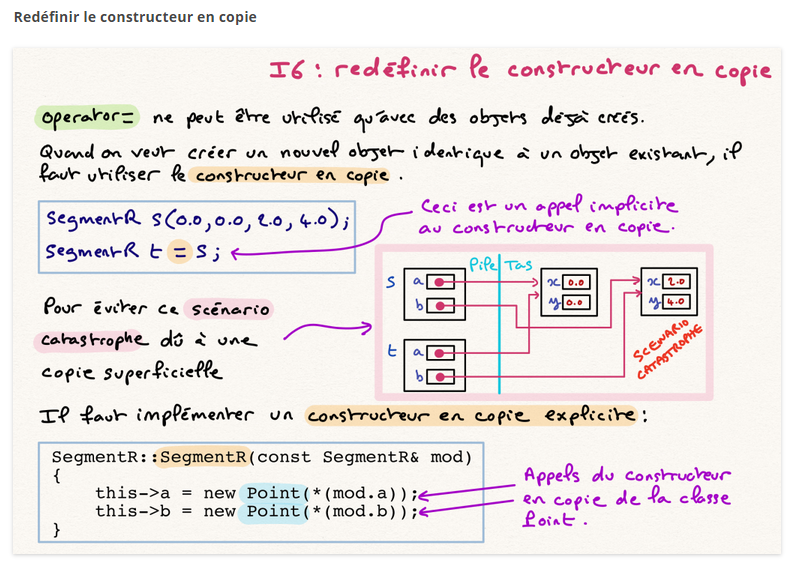 Redéfinir le constructeur en copie
I6 : redéfinir le constructeur en copie
operator= ne peut être utilisé qu'avec des objets déjà créés.
Quand on veut créer un nouvel objet identique à un objet existant, il
faut utiliser le constructeur en copie.
SegmentR s(0.0,0.0,2.0,4.0);
SegmentR t = s;
Ceci est un appel implicite
au constructeur en copie.
Pour éviter ce scénario
catastrophe dû à une
copie superficielle
Pile Tas
s a x 0.0 x 2.0
b y 0.0 y 4.0
t a
b
SCENARIO
CATASTROPHE
Il faut implémenter un constructeur en copie explicite :
SegmentR::SegmentR(const SegmentR& mod)
{
this->a = new Point(*(mod.a));
this->b = new Point(*(mod.b));
}
Appels du constructeur
en copie de la classe
Point.